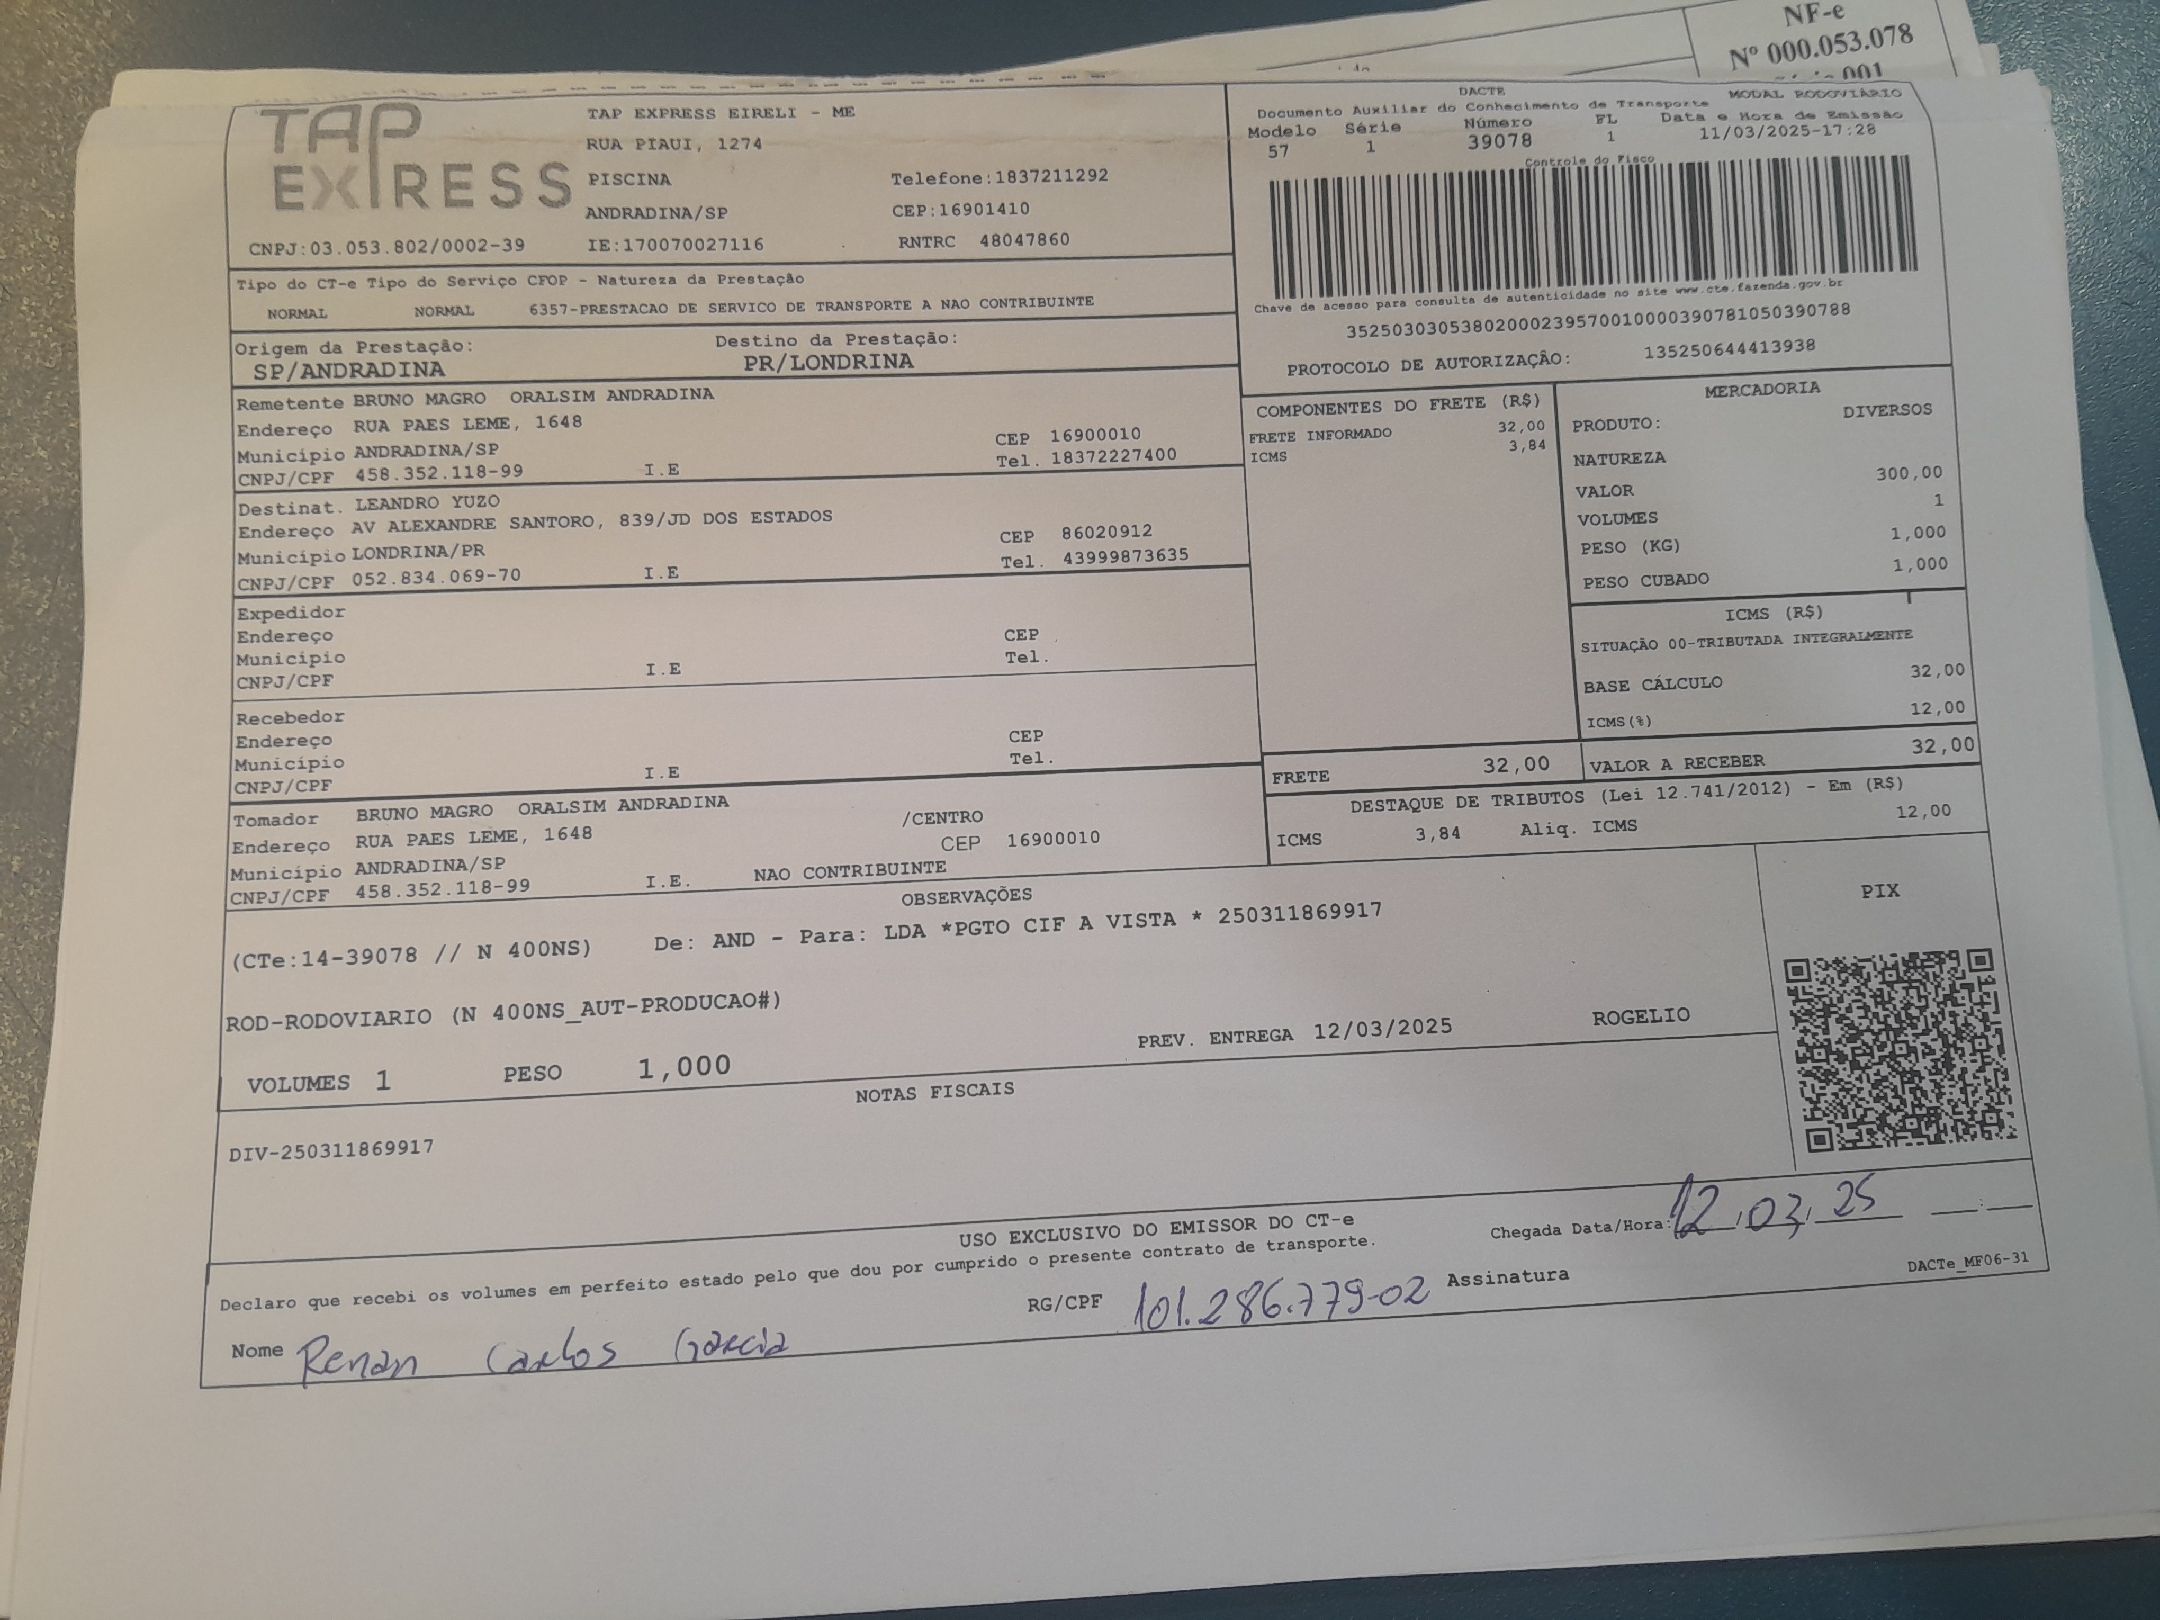 NF-e
Nº 000.053.078
001
TAP EXPRESS
TAP EXPRESS EIRELI - ME
RUA PIAUI, 1274
PISCINA Telefone:1837211292
ANDRADINA/SP CEP:16901410
CNPJ:03.053.802/0002-39 IE:170070027116 RNTRC 48047860
DACTE
MODAL RODOVIÁRIO
Documento Auxiliar do Conhecimento de Transporte
Modelo Série Número FL Data e Hora de Emissão
57 1 39078 1 11/03/2025-17:28
Controle do Fisco
Chave de acesso para consulta de autenticidade no site www.cte.fazenda.gov.br
35250303053802000239570010000390781050390788
PROTOCOLO DE AUTORIZAÇÃO: 135250644413938
Tipo do CT-e Tipo do Serviço CFOP - Natureza da Prestação
NORMAL NORMAL 6357-PRESTACAO DE SERVICO DE TRANSPORTE A NAO CONTRIBUINTE
Origem da Prestação: Destino da Prestação:
SP/ANDRADINA PR/LONDRINA
Remetente BRUNO MAGRO ORALSIM ANDRADINA
Endereço RUA PAES LEME, 1648
Município ANDRADINA/SP CEP 16900010
CNPJ/CPF 458.352.118-99 I.E Tel. 18372227400
Destinat. LEANDRO YUZO
Endereço AV ALEXANDRE SANTORO, 839/JD DOS ESTADOS
Município LONDRINA/PR CEP 86020912
CNPJ/CPF 052.834.069-70 I.E Tel. 43999873635
Expedidor
Endereço CEP
Município Tel.
CNPJ/CPF I.E
Recebedor
Endereço CEP
Município Tel.
CNPJ/CPF I.E
Tomador BRUNO MAGRO ORALSIM ANDRADINA
Endereço RUA PAES LEME, 1648 /CENTRO
Município ANDRADINA/SP CEP 16900010
CNPJ/CPF 458.352.118-99 I.E. NAO CONTRIBUINTE
COMPONENTES DO FRETE (R$)
FRETE INFORMADO 32,00
ICMS 3,84
MERCADORIA
PRODUTO: DIVERSOS
NATUREZA
VALOR 300,00
VOLUMES 1
PESO (KG) 1,000
PESO CUBADO 1,000
ICMS (R$)
SITUAÇÃO 00-TRIBUTADA INTEGRALMENTE
BASE CÁLCULO 32,00
ICMS(%) 12,00
FRETE 32,00 VALOR A RECEBER 32,00
DESTAQUE DE TRIBUTOS (Lei 12.741/2012) - Em (R$)
ICMS 3,84 Aliq. ICMS 12,00
OBSERVAÇÕES
(CTe:14-39078 // N 400NS) De: AND - Para: LDA *PGTO CIF A VISTA * 250311869917
ROD-RODOVIARIO (N 400NS_AUT-PRODUCAO#)
PREV. ENTREGA 12/03/2025 ROGELIO
VOLUMES 1 PESO 1,000
PIX
NOTAS FISCAIS
DIV-250311869917
USO EXCLUSIVO DO EMISSOR DO CT-e
Chegada Data/Hora: 12.03.25
Declaro que recebi os volumes em perfeito estado pelo que dou por cumprido o presente contrato de transporte.
DACTe_MF06-31
Nome Renan Carlos Garcia RG/CPF 101.286.779-02 Assinatura